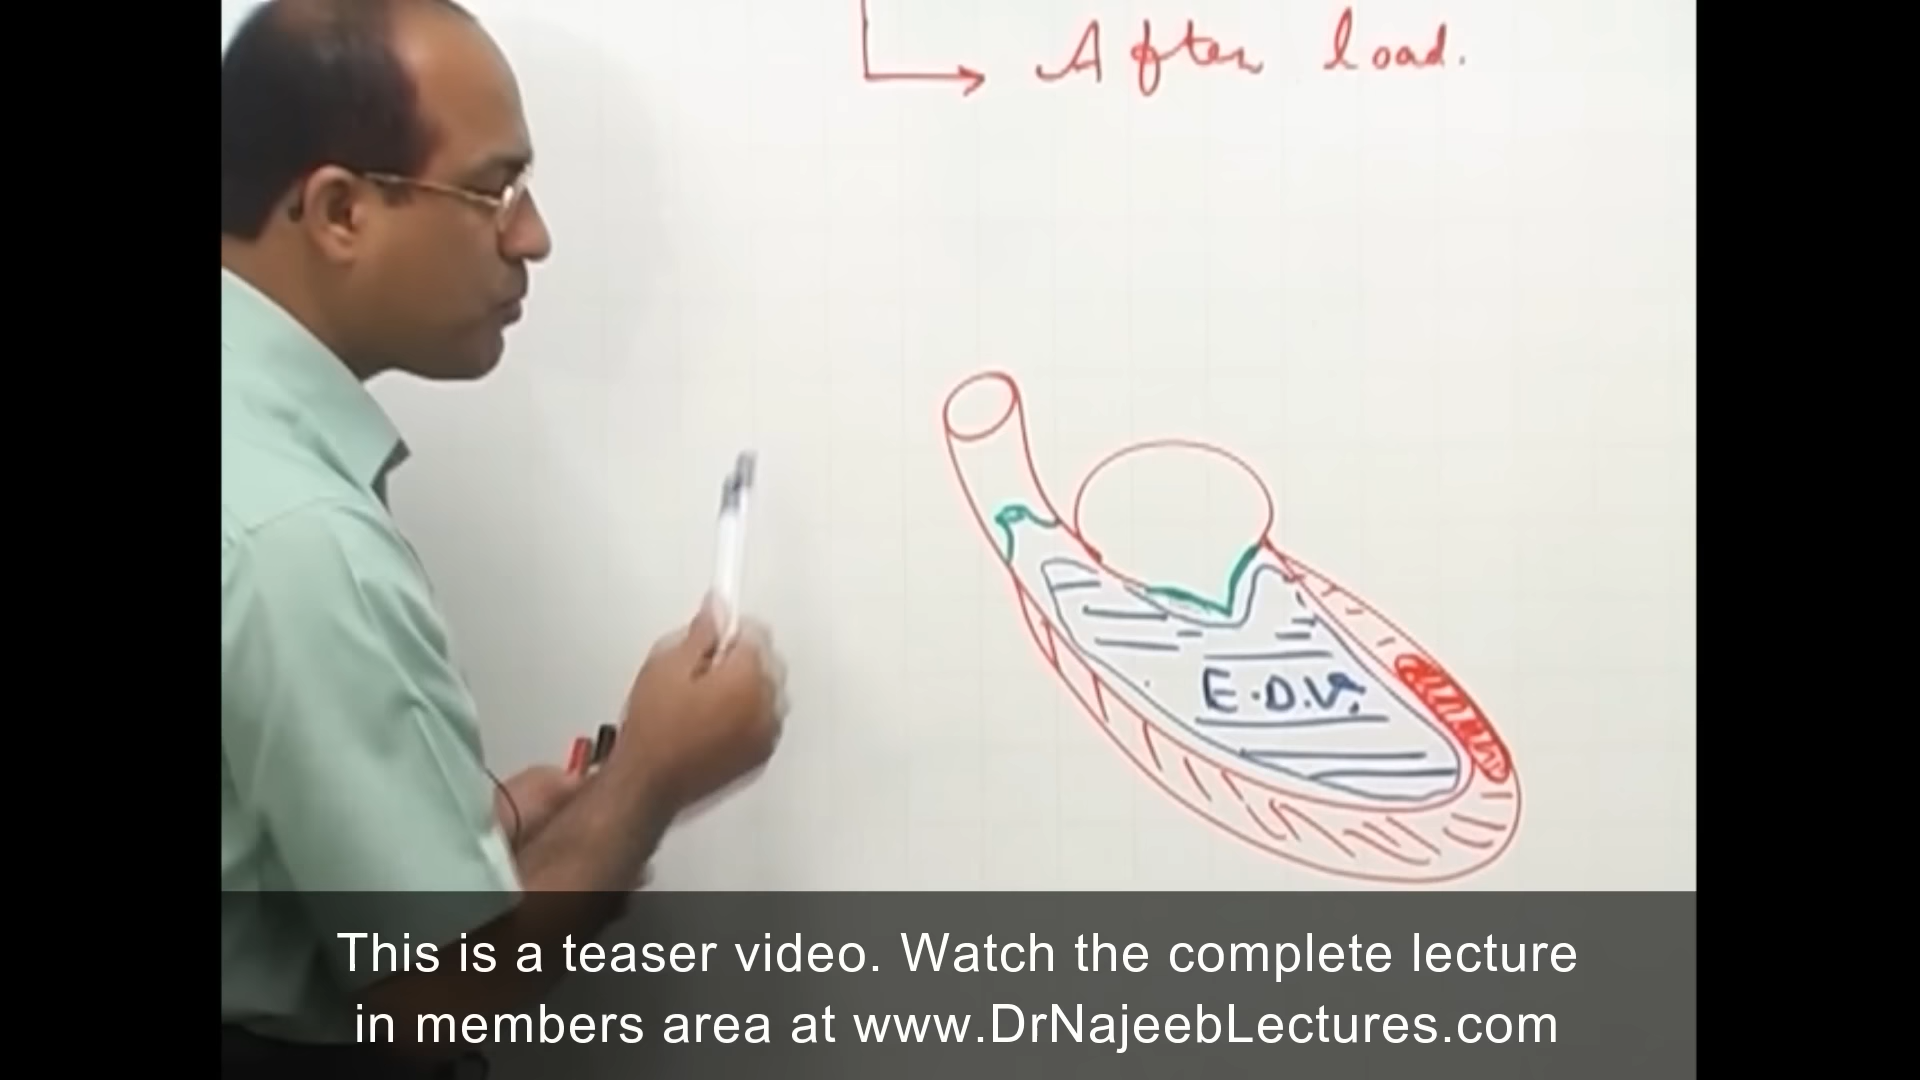 After load.
E.D.V.
This is a teaser video. Watch the complete lecture
in members area at www.DrNajeebLectures.com